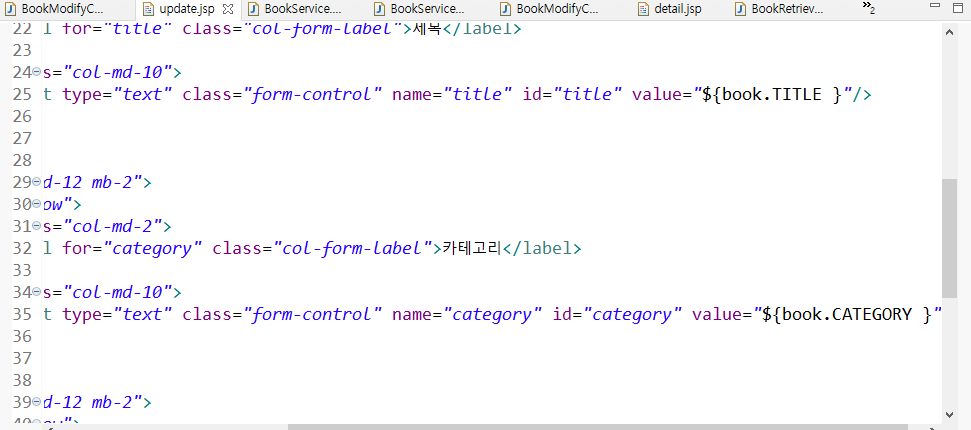 BookModifyC... update.jsp BookService.... BookService.... BookModifyC... detail.jsp BookRetriev... »2
22 l for="title" class="col-form-label">제목</label>
23
24 s="col-md-10">
25 t type="text" class="form-control" name="title" id="title" value="${book.TITLE }"/>
26
27
28
29 d-12 mb-2">
30 ow">
31 s="col-md-2">
32 l for="category" class="col-form-label">카테고리</label>
33
34 s="col-md-10">
35 t type="text" class="form-control" name="category" id="category" value="${book.CATEGORY }"
36
37
38
39 d-12 mb-2">
40 ow">